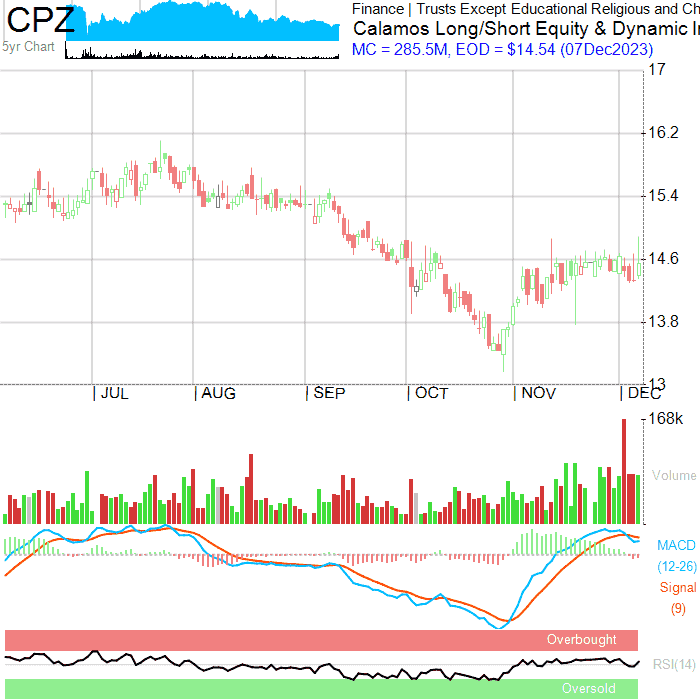 CPZ
5yr Chart
Finance | Trusts Except Educational Religious and Ch
Calamos Long/Short Equity & Dynamic I
MC = 285.5M, EOD = $14.54 (07Dec2023)
17
16.2
15.4
14.6
13.8
13
| JUL | AUG | SEP | OCT | NOV | DEC
168k
Volume
MACD
(12-26)
Signal
(9)
Overbought
RSI(14)
Oversold